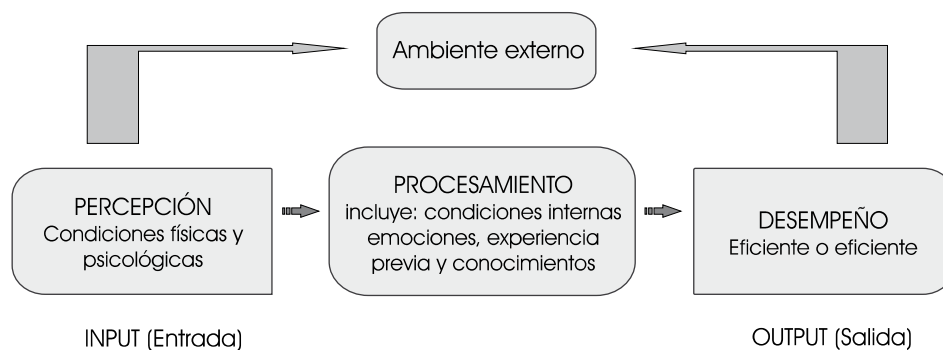 Ambiente externo
PERCEPCIÓN
Condiciones físicas y
psicológicas
PROCESAMIENTO
incluye: condiciones internas
emociones, experiencia
previa y conocimientos
DESEMPEÑO
Eficiente o eficiente
INPUT (Entrada)
OUTPUT (Salida)